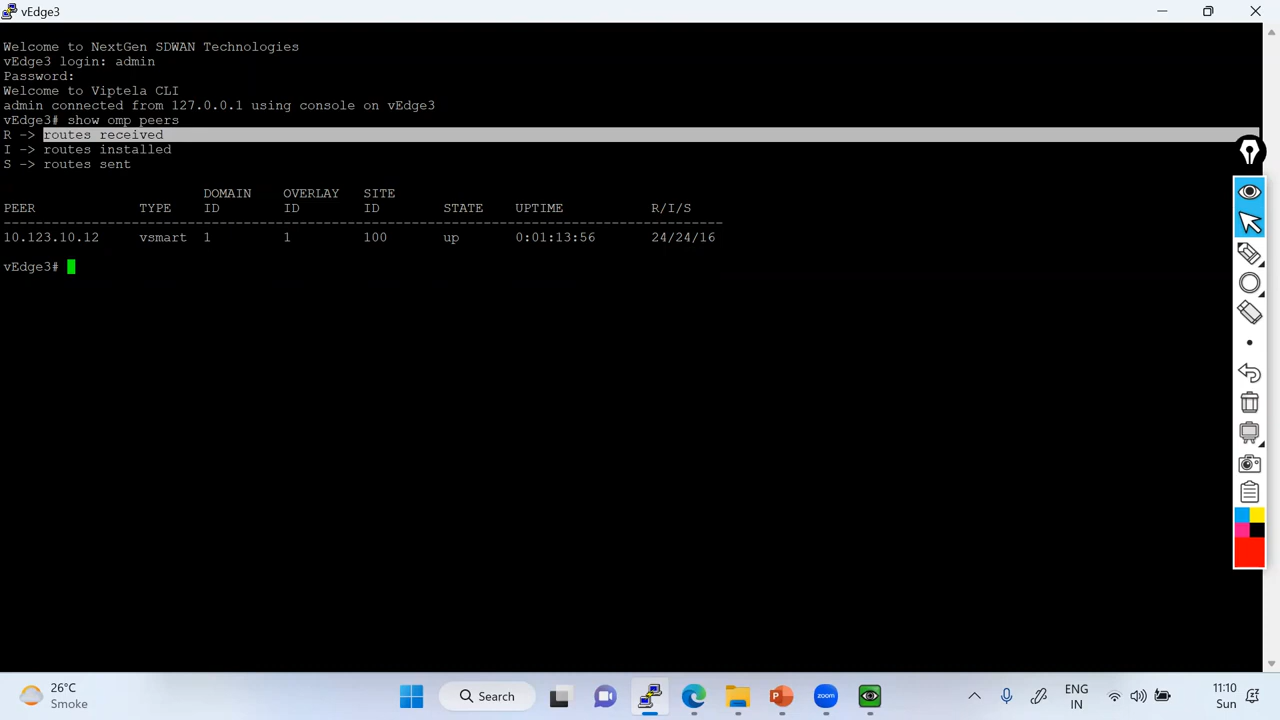 vEdge3
Welcome to NextGen SDWAN Technologies
vEdge3 login: admin
Password:
Welcome to Viptela CLI
admin connected from 127.0.0.1 using console on vEdge3
vEdge3# show omp peers
R -> routes received
I -> routes installed
S -> routes sent
DOMAIN OVERLAY SITE
PEER TYPE ID ID ID STATE UPTIME R/I/S
------------------------------------------------------------------------------------------
10.123.10.12 vsmart 1 1 100 up 0:01:13:56 24/24/16
vEdge3#
26°C
Smoke
Search
zoom
ENG
IN
11:10
Sun